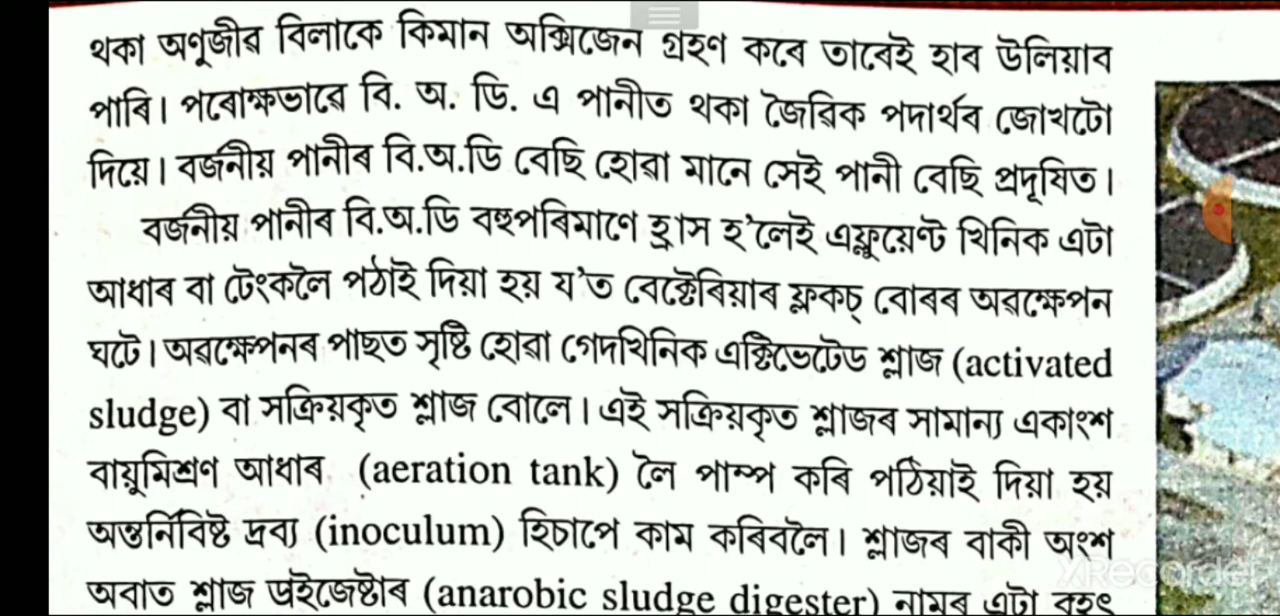 থকা অণুজীৱ বিলাকে কিমান অক্সিজেন গ্ৰহণ কৰে তাৰেই হাৰ উলিয়াব
পাৰি। পৰোক্ষভাৱে বি. অ. ডি. এ পানীত থকা জৈৱিক পদাৰ্থৰ জোখটো
দিয়ে। বৰ্জনীয় পানীৰ বি.অ.ডি বেছি হোৱা মানে সেই পানী বেছি প্ৰদূষিত।
বৰ্জনীয় পানীৰ বি.অ.ডি বহুপৰিমাণে হ্ৰাস হ'লেই এফ্লুয়েণ্ট খিনিক এটা
আধাৰ বা টেংকলৈ পঠাই দিয়া হয় য'ত বেক্টেৰিয়াৰ ফ্লকচ্ বোৰৰ অৱক্ষেপন
ঘটে। অৱক্ষেপনৰ পাছত সৃষ্টি হোৱা গেদখিনিক এক্টিভেটেড শ্লাজ (activated
sludge) বা সক্ৰিয়কৃত শ্লাজ বোলে। এই সক্ৰিয়কৃত শ্লাজৰ সামান্য একাংশ
বায়ুমিশ্ৰণ আধাৰ (aeration tank) লৈ পাম্প কৰি পঠিয়াই দিয়া হয়
অন্তৰ্নিবিষ্ট দ্ৰব্য (inoculum) হিচাপে কাম কৰিবলৈ। শ্লাজৰ বাকী অংশ
অবাত শ্লাজ ডাইজেষ্টাৰ (anarobic sludge digester) নামৰ এটা বৃহৎ
XRecorder